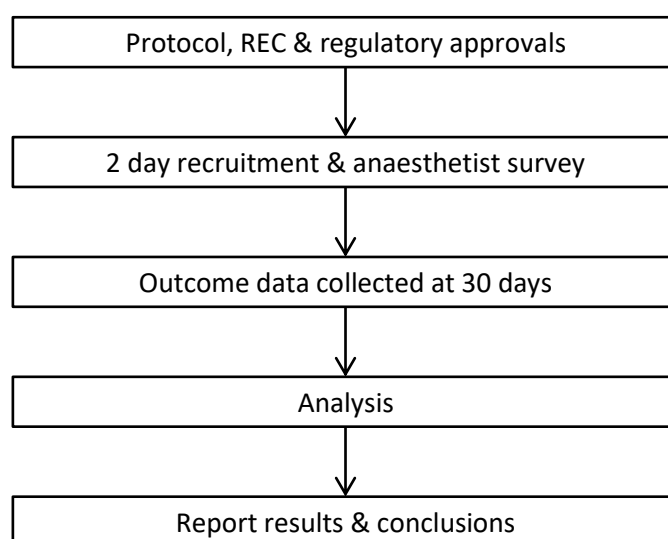 Protocol, REC & regulatory approvals
2 day recruitment & anaesthetist survey
Outcome data collected at 30 days
Analysis
Report results & conclusions